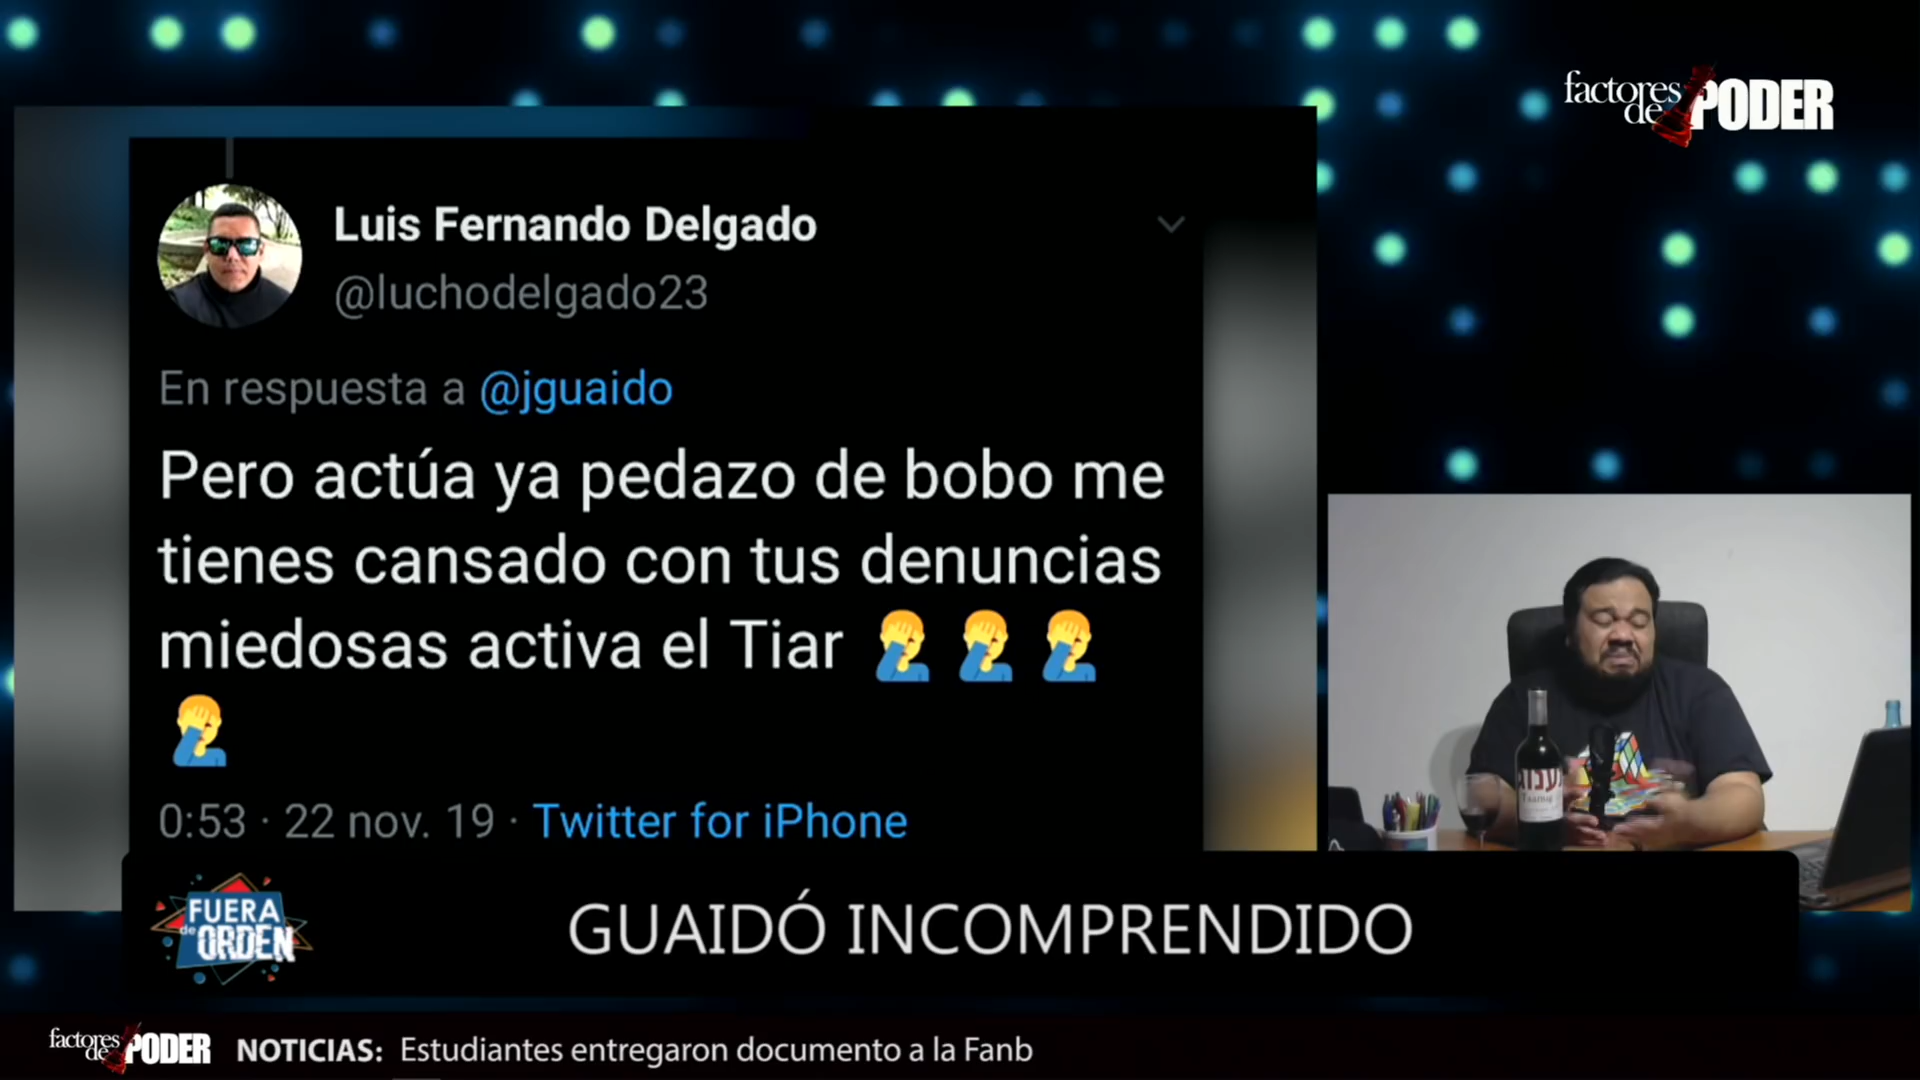 factores
de PODER
Luis Fernando Delgado
@luchodelgado23
En respuesta a @jguaido
Pero actúa ya pedazo de bobo me
tienes cansado con tus denuncias
miedosas activa el Tiar 🤦‍♂️ 🤦‍♂️ 🤦‍♂️
🤦‍♂️
0:53 · 22 nov. 19 · Twitter for iPhone
ענוג
Taanug
FUERA
de ORDEN
GUAIDÓ INCOMPRENDIDO
factores
de PODER
NOTICIAS: Estudiantes entregaron documento a la Fanb